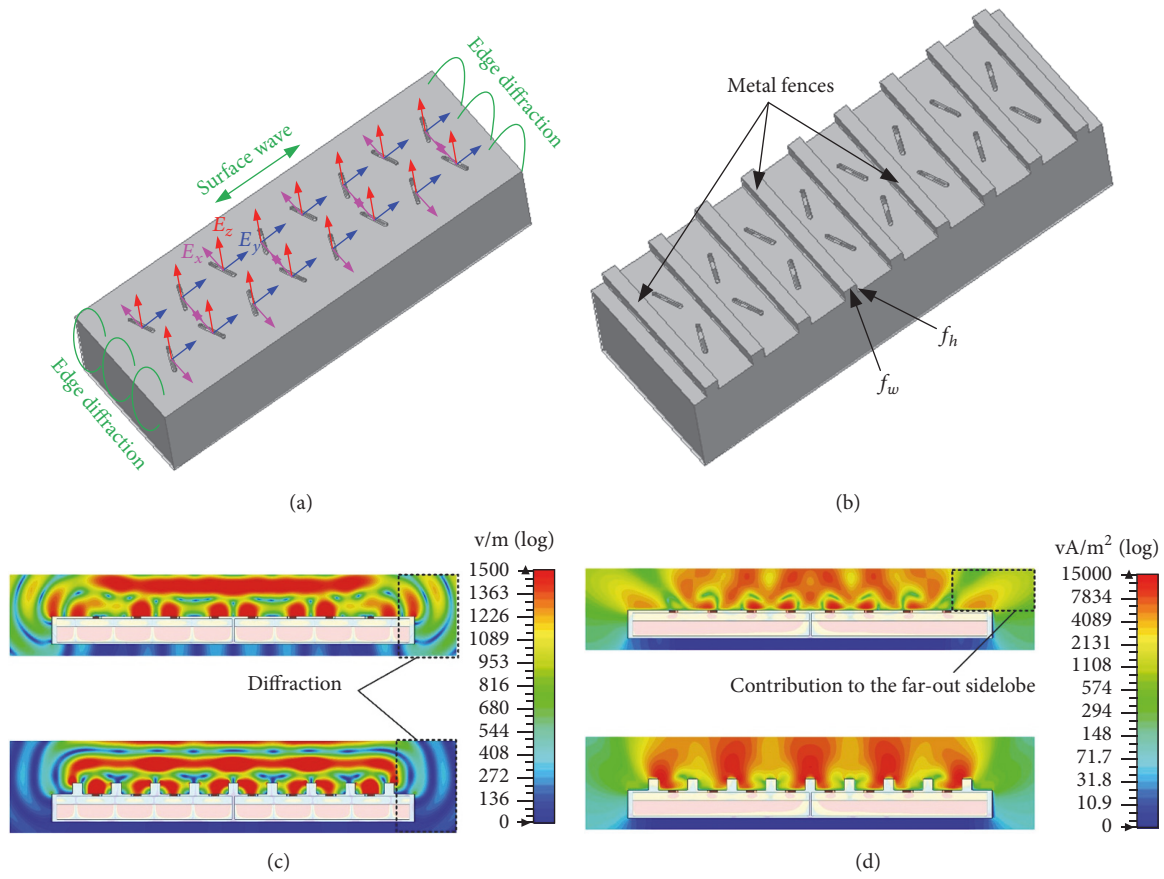 Edge diffraction
Surface wave
E_z
E_x
E_y
Edge diffraction
(a)
Metal fences
f_h
f_w
(b)
v/m (log)
1500
1363
1226
1089
953
816
680
544
408
272
136
0
Diffraction
(c)
vA/m² (log)
15000
7834
4089
2131
1108
574
294
148
71.7
31.8
10.9
0
Contribution to the far-out sidelobe
(d)